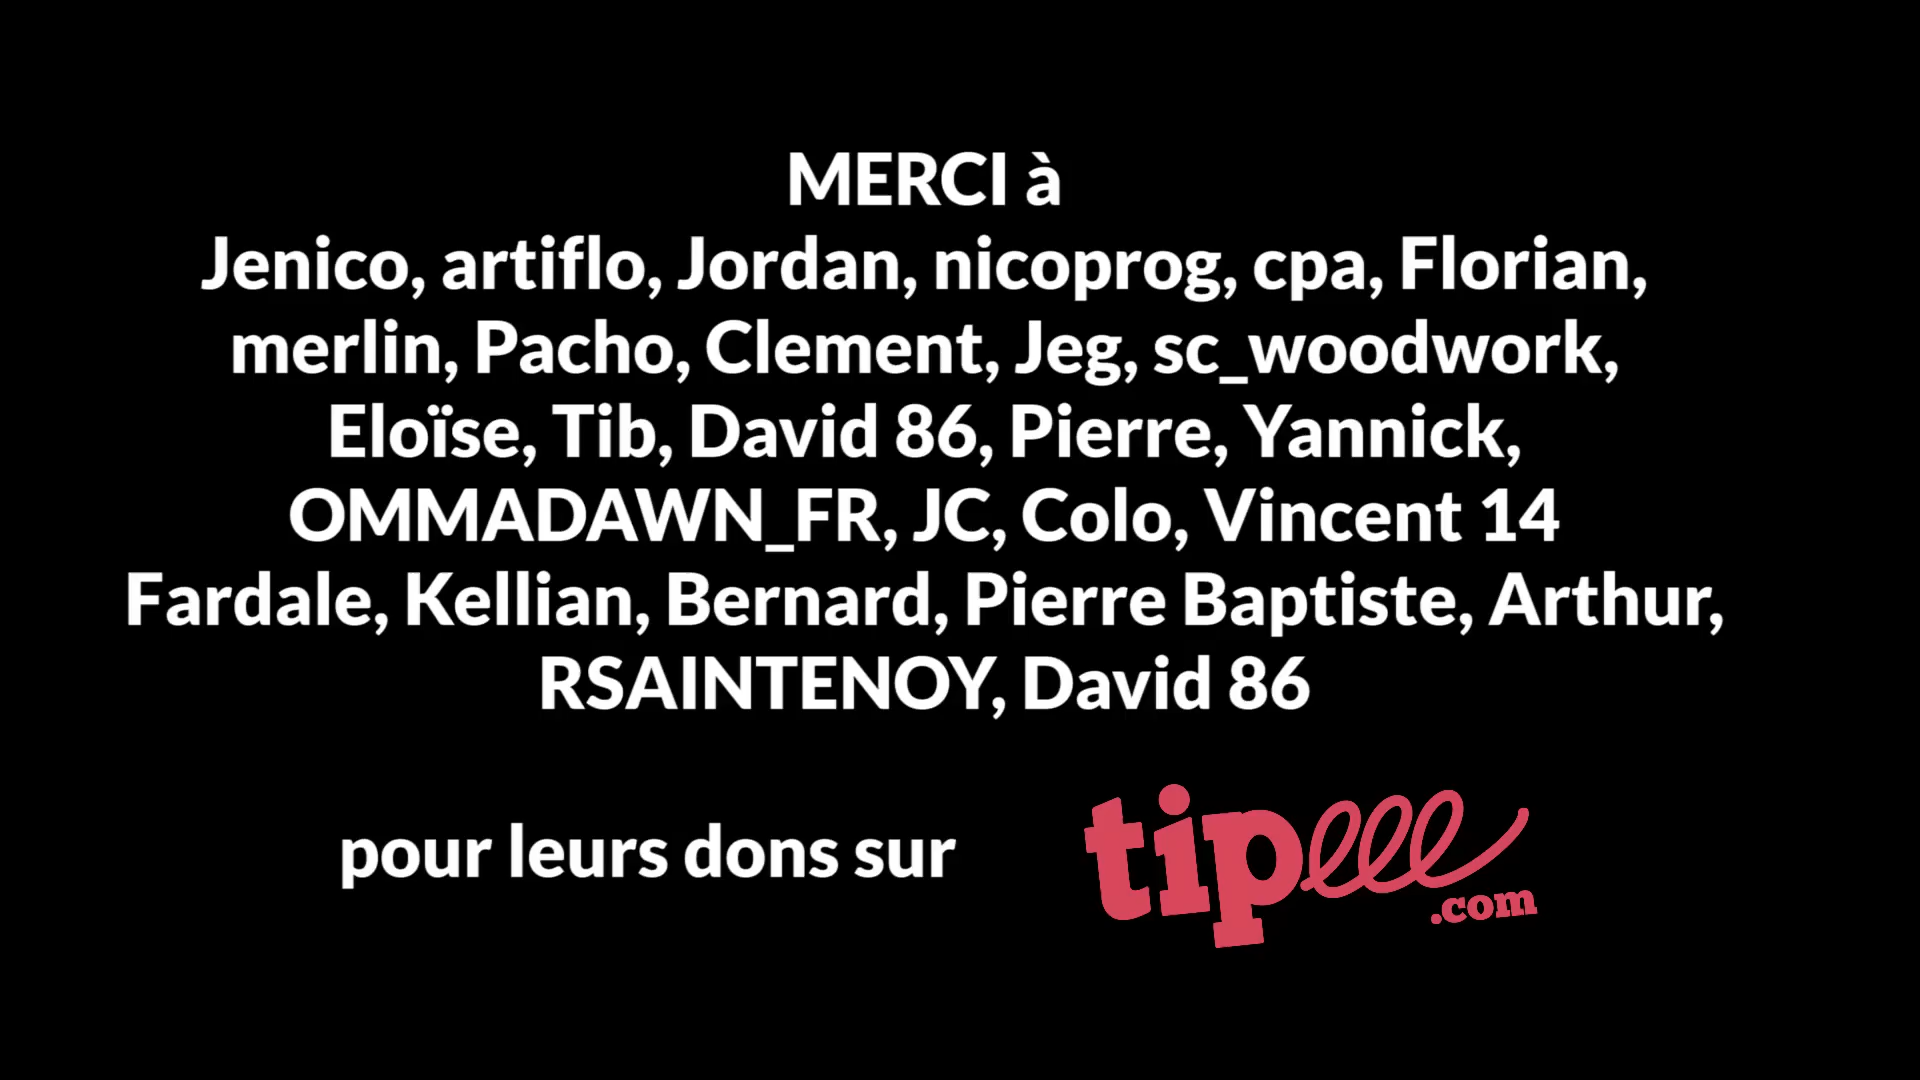 MERCI à
Jenico, artiflo, Jordan, nicoprog, cpa, Florian,
merlin, Pacho, Clement, Jeg, sc_woodwork,
Eloïse, Tib, David 86, Pierre, Yannick,
OMMADAWN_FR, JC, Colo, Vincent 14
Fardale, Kellian, Bernard, Pierre Baptiste, Arthur,
RSAINTENOY, David 86
pour leurs dons sur tipeee
.com